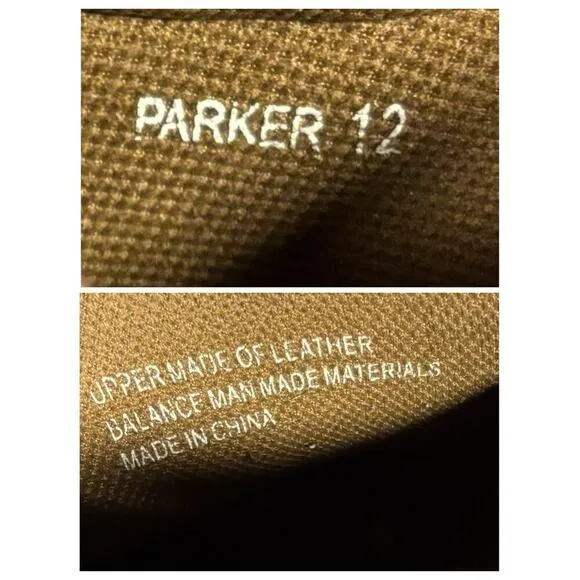 PARKER 12
UPPER MADE OF LEATHER
BALANCE MAN MADE MATERIALS
MADE IN CHINA